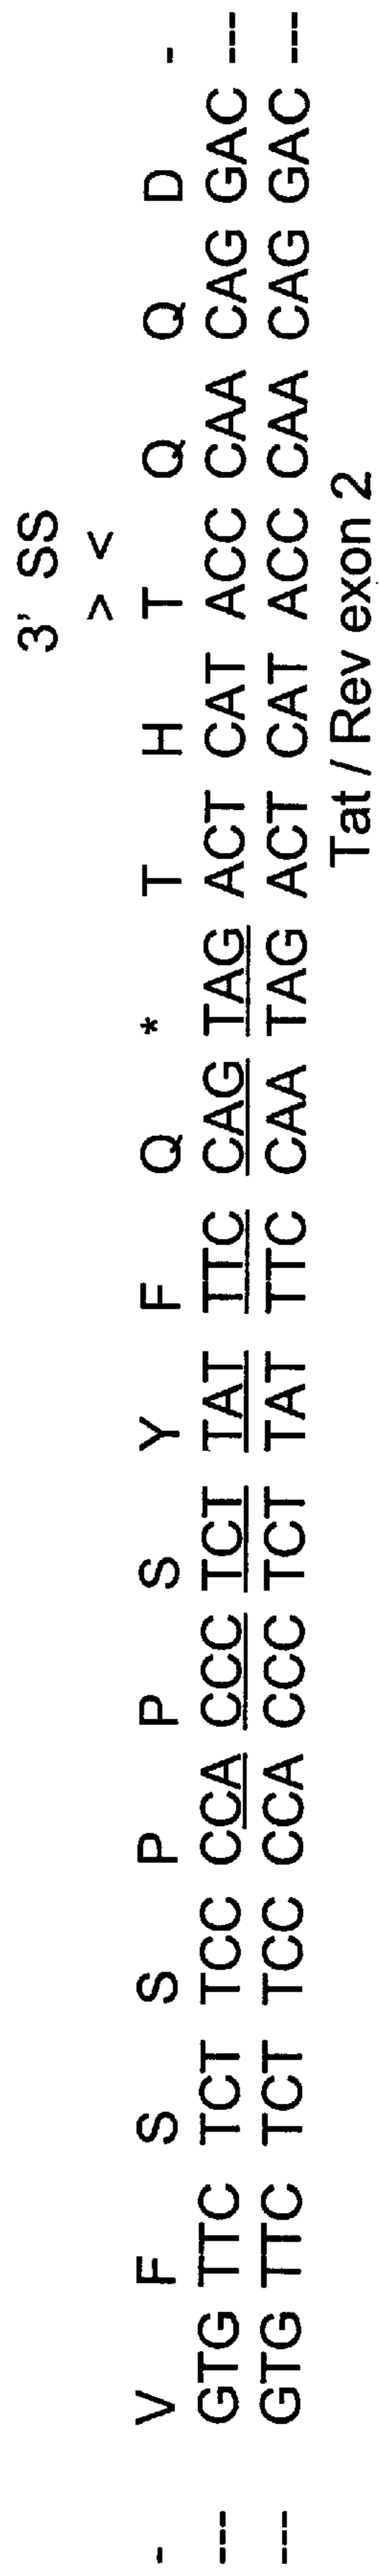 3' SS
> <
- V F S S P P S Y F Q * T H T Q Q D -
--- GTG TTC TCT TCC CCA CCC TCT TAT TTC CAG TAG ACT CAT ACC CAA CAG GAC ---
--- GTG TTC TCT TCC CCA CCC TCT TAT TTC CAA TAG ACT CAT ACC CAA CAG GAC ---
Tat / Rev exon 2